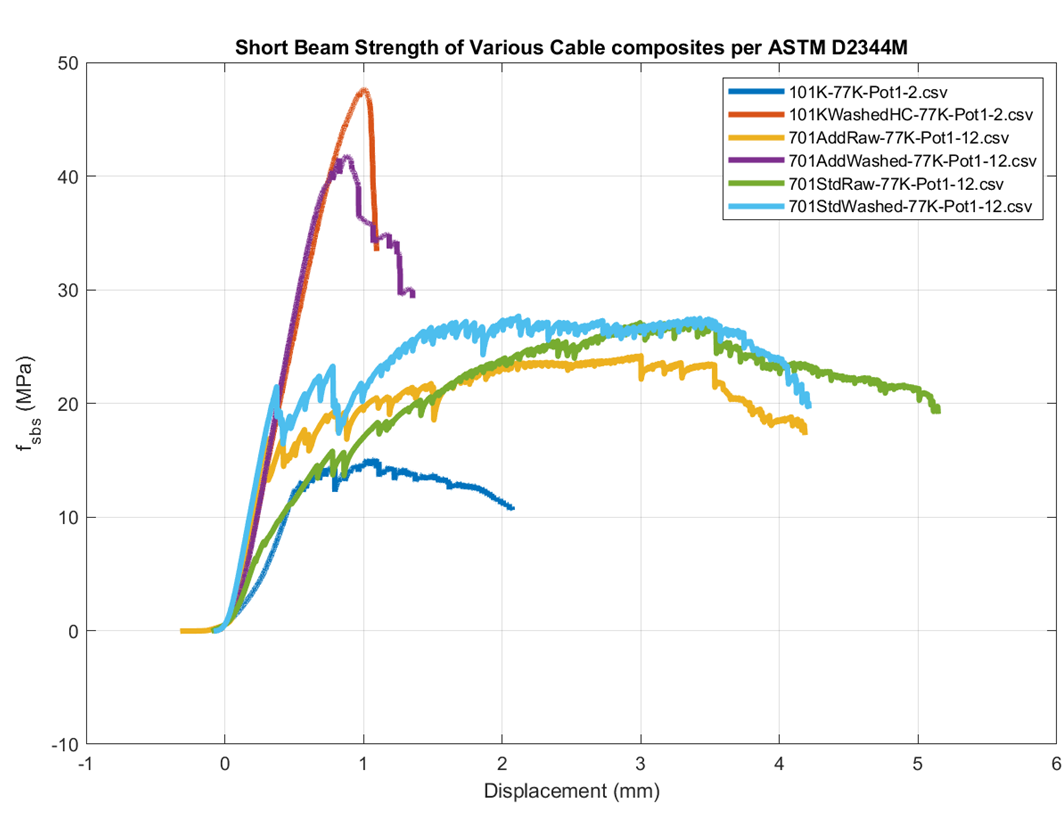 Short Beam Strength of Various Cable composites per ASTM D2344M
50
40
30
20
10
0
-10
f_sbs (MPa)
101K-77K-Pot1-2.csv
101KWashedHC-77K-Pot1-2.csv
701AddRaw-77K-Pot1-12.csv
701AddWashed-77K-Pot1-12.csv
701StdRaw-77K-Pot1-12.csv
701StdWashed-77K-Pot1-12.csv
-1 0 1 2 3 4 5 6
Displacement (mm)